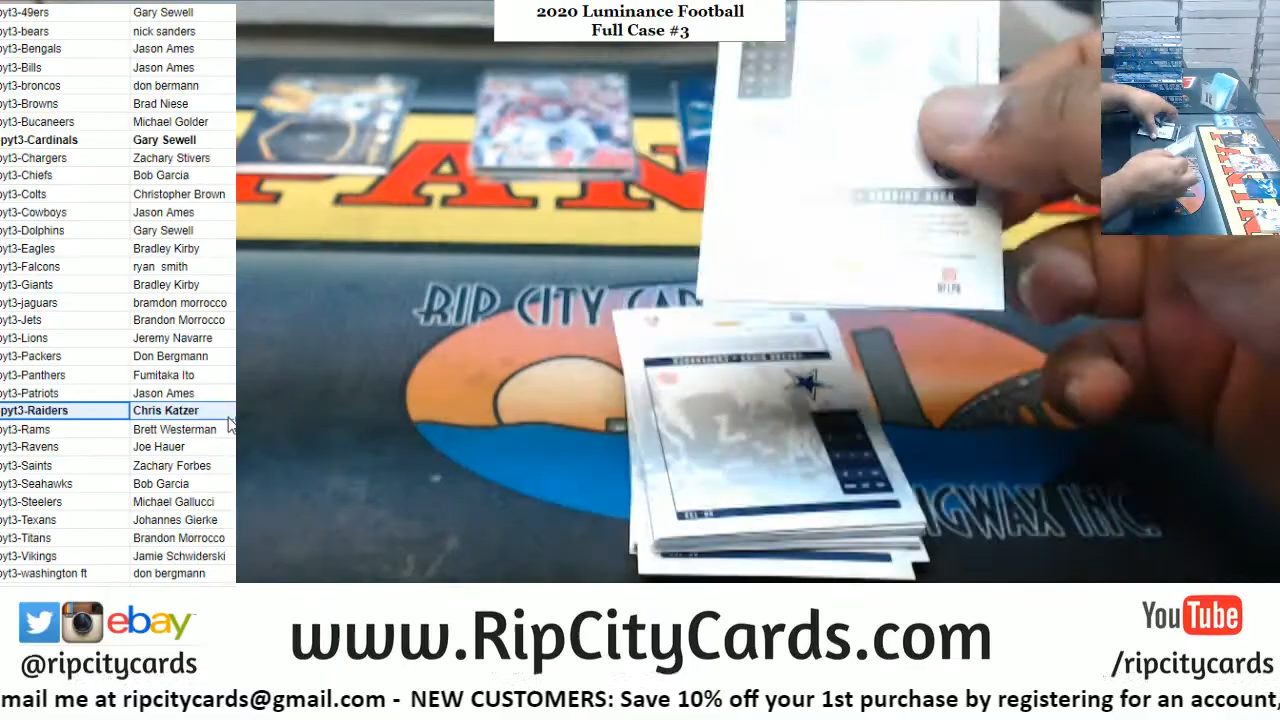 2020 Luminance Football
Full Case #3
pyt3-49ers Gary Sewell
pyt3-bears nick sanders
pyt3-Bengals Jason Ames
pyt3-Bills Jason Ames
pyt3-broncos don bermann
pyt3-Browns Brad Niese
pyt3-Bucaneers Michael Golder
pyt3-Cardinals Gary Sewell
pyt3-Chargers Zachary Stivers
pyt3-Chiefs Bob Garcia
pyt3-Colts Christopher Brown
pyt3-Cowboys Jason Ames
pyt3-Dolphins Gary Sewell
pyt3-Eagles Bradley Kirby
pyt3-Falcons ryan smith
pyt3-Giants Bradley Kirby
pyt3-jaguars bramdon morrocco
pyt3-Jets Brandon Morrocco
pyt3-Lions Jeremy Navarre
pyt3-Packers Don Bergmann
pyt3-Panthers Fumitaka Ito
pyt3-Patriots Jason Ames
pyt3-Raiders Chris Katzer
pyt3-Rams Brett Westerman
pyt3-Ravens Joe Hauer
pyt3-Saints Zachary Forbes
pyt3-Seahawks Bob Garcia
pyt3-Steelers Michael Gallucci
pyt3-Texans Johannes Gierke
pyt3-Titans Brandon Morrocco
pyt3-Vikings Jamie Schwiderski
pyt3-washington ft don bergmann
PANI
RIP CITY CAR
RUNNING BACK
NFLPA
GWAX INC.
ebay
@ripcitycards
www.RipCityCards.com
YouTube
/ripcitycards
mail me at ripcitycards@gmail.com - NEW CUSTOMERS: Save 10% off your 1st purchase by registering for an account,